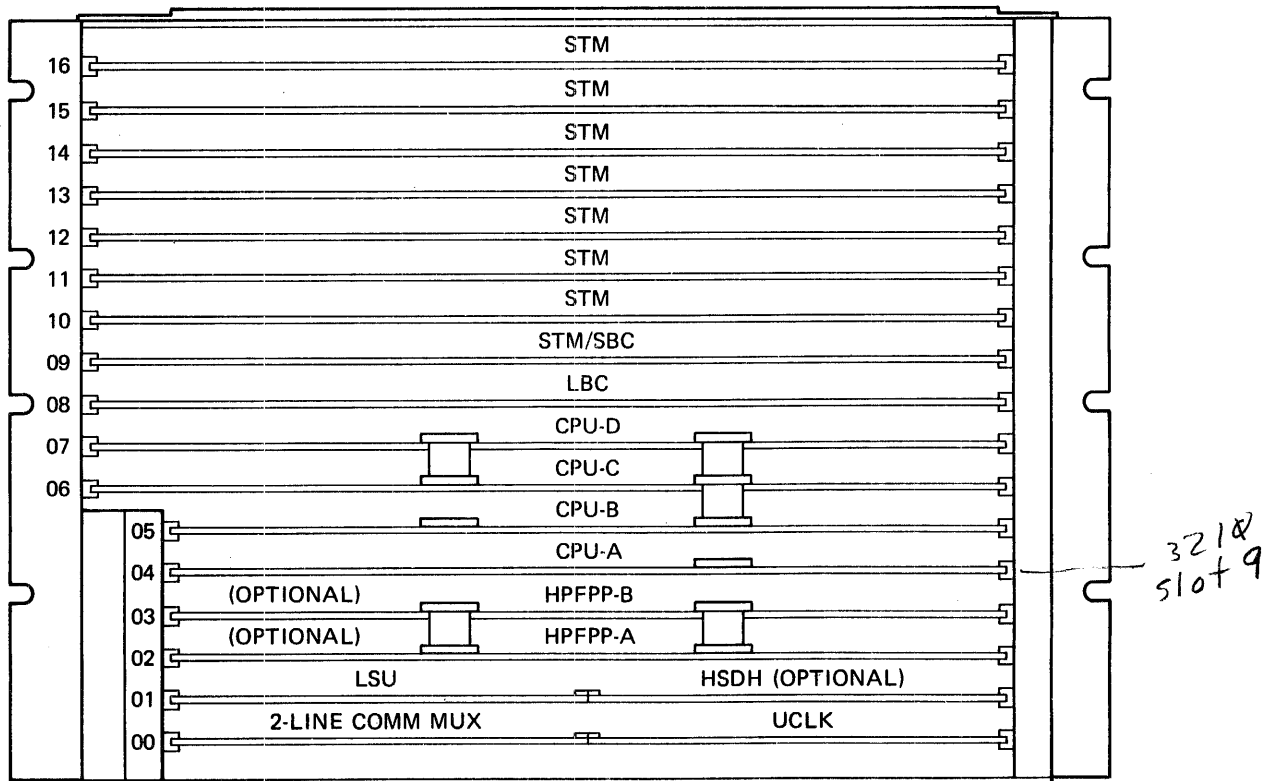 STM
16
STM
15
STM
14
STM
13
STM
12
STM
11
STM
10
STM/SBC
09
LBC
08
CPU-D
07
CPU-C
06
CPU-B
05
CPU-A
04
(OPTIONAL) HPFPP-B
03
(OPTIONAL) HPFPP-A
02
LSU HSDH (OPTIONAL)
01
2-LINE COMM MUX UCLK
00
3210
slot 9